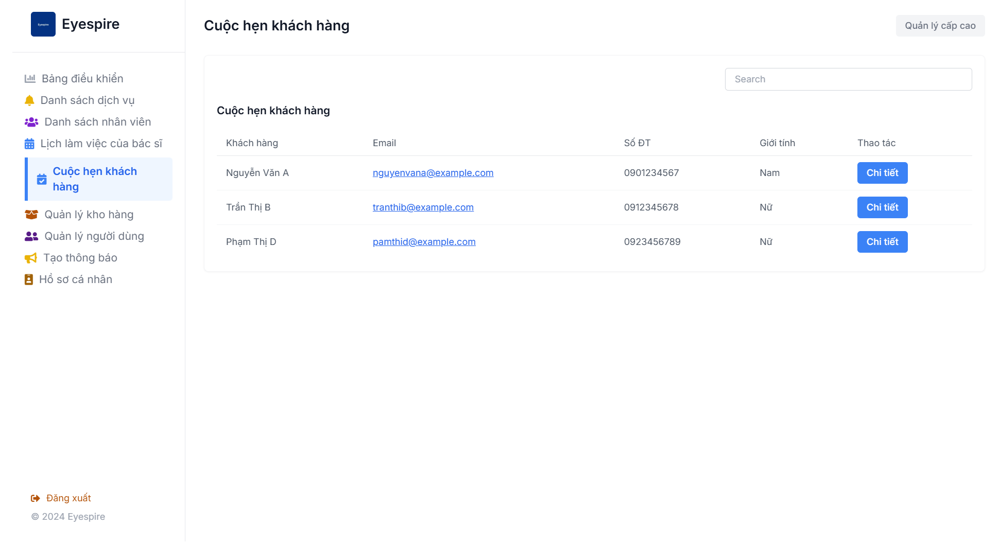 Eyespire
Eyespire
Bảng điều khiển
Danh sách dịch vụ
Danh sách nhân viên
Lịch làm việc của bác sĩ
Cuộc hẹn khách
hàng
Quản lý kho hàng
Quản lý người dùng
Tạo thông báo
Hồ sơ cá nhân
Đăng xuất
© 2024 Eyespire
Cuộc hẹn khách hàng
Quản lý cấp cao
Search
Cuộc hẹn khách hàng
Khách hàng Email Số ĐT Giới tính Thao tác
Nguyễn Văn A nguyenvana@example.com 0901234567 Nam Chi tiết
Trần Thị B tranthib@example.com 0912345678 Nữ Chi tiết
Phạm Thị D pamthid@example.com 0923456789 Nữ Chi tiết